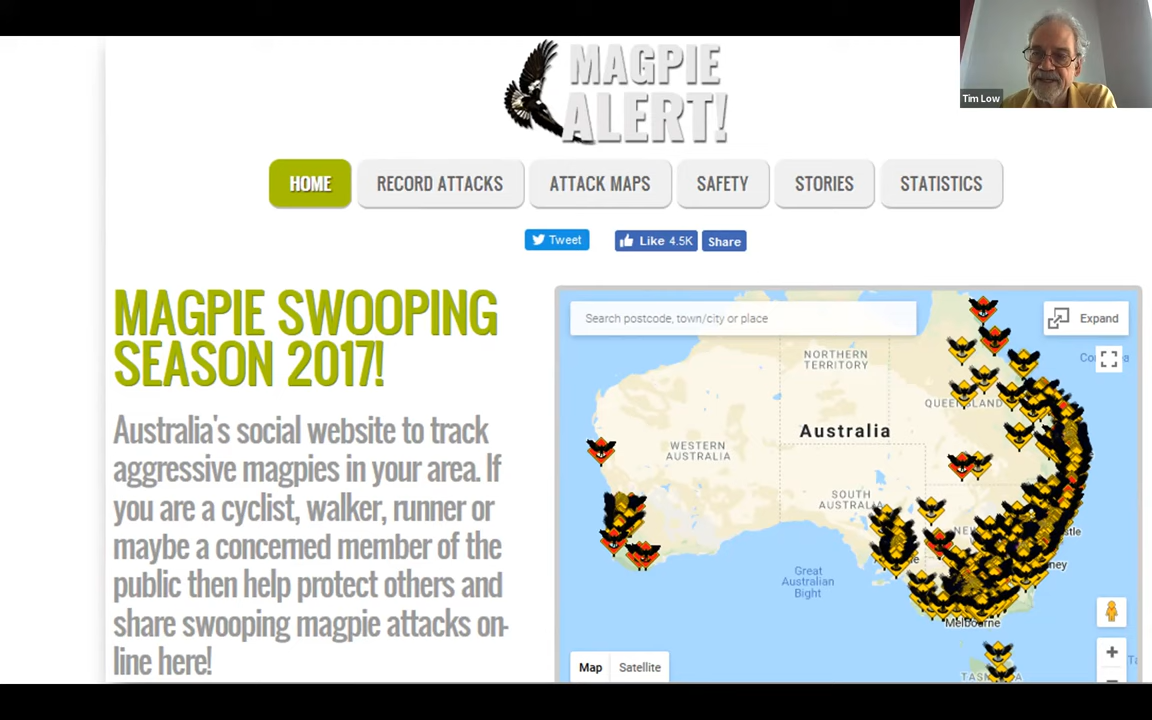 MAGPIE
ALERT!
Tim Low
HOME
RECORD ATTACKS
ATTACK MAPS
SAFETY
STORIES
STATISTICS
Tweet
Like 4.5K
Share
MAGPIE SWOOPING
SEASON 2017!
Australia's social website to track
aggressive magpies in your area. If
you are a cyclist, walker, runner or
maybe a concerned member of the
public then help protect others and
share swooping magpie attacks on-
line here!
Search postcode, town/city or place
Expand
NORTHERN
TERRITORY
Australia
WESTERN
AUSTRALIA
SOUTH
AUSTRALIA
Great
Australian
Bight
Melbourne
Map
Satellite